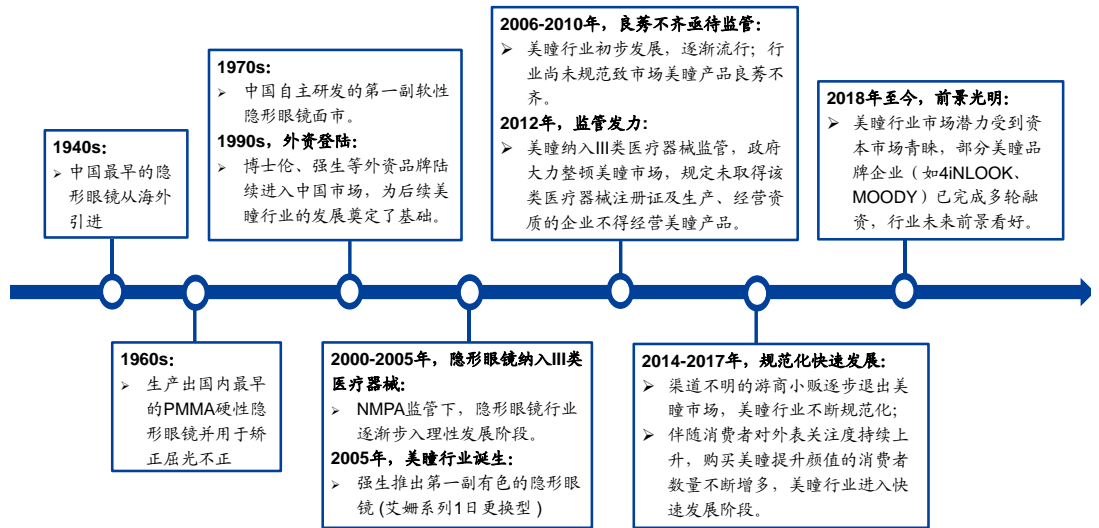 1940s:
➢ 中国最早的隐
形眼镜从海外
引进
1960s:
➢ 生产出国内最早
的PMMA硬性隐
形眼镜并用于矫
正屈光不正
1970s:
➢ 中国自主研发的第一副软性
隐形眼镜面市。
1990s，外资登陆:
➢ 博士伦、强生等外资品牌陆
续进入中国市场，为后续美
瞳行业的发展奠定了基础。
2000-2005年，隐形眼镜纳入III类
医疗器械:
➢ NMPA监管下，隐形眼镜行业
逐渐步入理性发展阶段。
2005年，美瞳行业诞生:
➢ 强生推出第一副有色的隐形眼
镜 (艾姆系列1日更换型 )
2006-2010年，良莠不齐亟待监管:
➢ 美瞳行业初步发展，逐渐流行；行
业尚未规范致市场美瞳产品良莠不
齐。
2012年，监管发力:
➢ 美瞳纳入III类医疗器械监管，政府
大力整顿美瞳市场，规定未取得该
类医疗器械注册证及生产、经营资
质的企业不得经营美瞳产品。
2014-2017年，规范化快速发展:
➢ 渠道不明的游商小贩逐步退出美
瞳市场，美瞳行业不断规范化；
➢ 伴随消费者对外表关注度持续上
升，购买美瞳提升颜值的消费者
数量不断增多，美瞳行业进入快
速发展阶段。
2018年至今，前景光明:
➢ 美瞳行业市场潜力受到资
本市场青睐，部分美瞳品
牌企业（如4iNLOOK、
MOODY）已完成多轮融
资，行业未来前景看好。